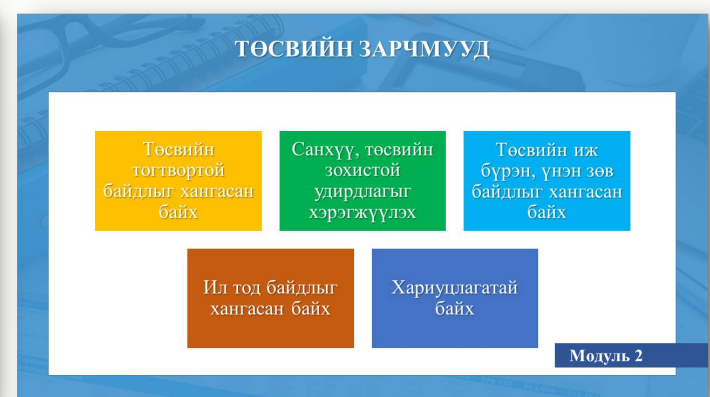 ТӨСВИЙН ЗАРЧМУУД
Төсвийн
тогтвортой
байдлыг хангасан
байх
Санхүү, төсвийн
зохистой
удирдлагыг
хэрэгжүүлэх
Төсвийн иж
бүрэн, үнэн зөв
байдлыг хангасан
байх
Ил тод байдлыг
хангасан байх
Хариуцлагатай
байх
Модуль 2